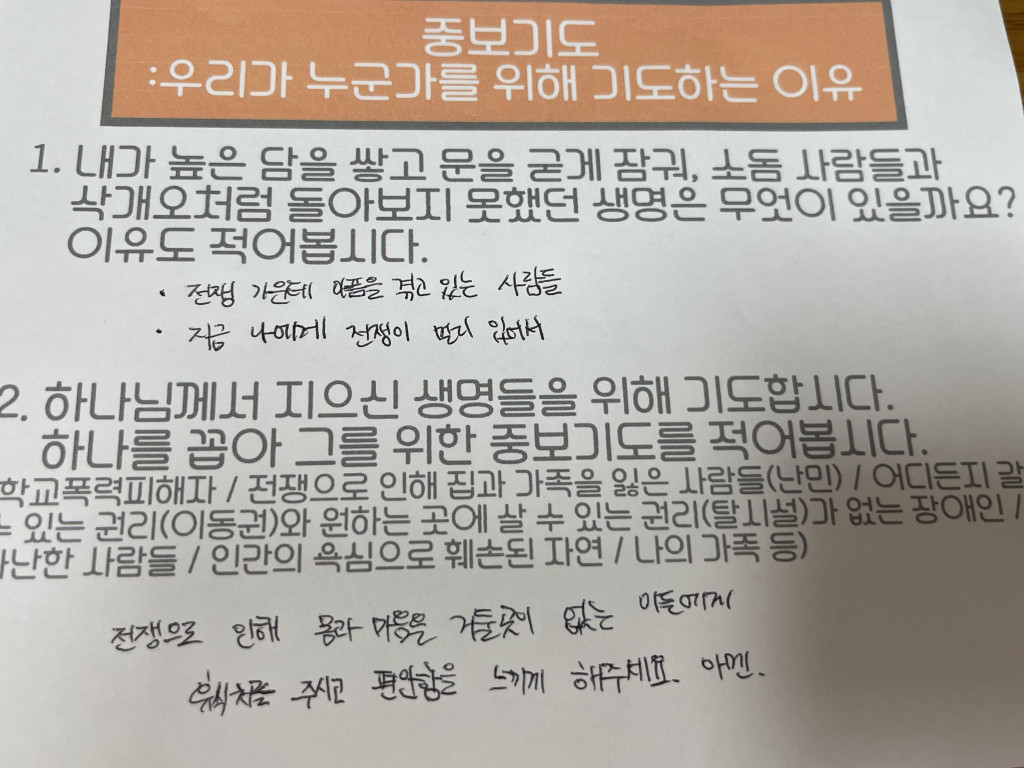 중보기도
:우리가 누군가를 위해 기도하는 이유
1. 내가 높은 담을 쌓고 문을 굳게 잠궈, 소돔 사람들과
삭개오처럼 돌아보지 못했던 생명은 무엇이 있을까요?
이유도 적어봅시다.
• 전쟁 가운데 아픔을 겪고 있는 사람들
• 지금 나에게 전쟁이 멀리 있어서
2. 하나님께서 지으신 생명들을 위해 기도합시다.
하나를 꼽아 그를 위한 중보기도를 적어봅시다.
학교폭력피해자 / 전쟁으로 인해 집과 가족을 잃은 사람들(난민) / 어디든지 갈
수 있는 권리(이동권)와 원하는 곳에 살 수 있는 권리(탈시설)가 없는 장애인 /
가난한 사람들 / 인간의 욕심으로 훼손된 자연 / 나의 가족 등)
전쟁으로 인해 몸과 마음을 거둘곳이 없는 이들에게
휴식처를 주시고 편안함을 느끼게 해주세요. 아멘.